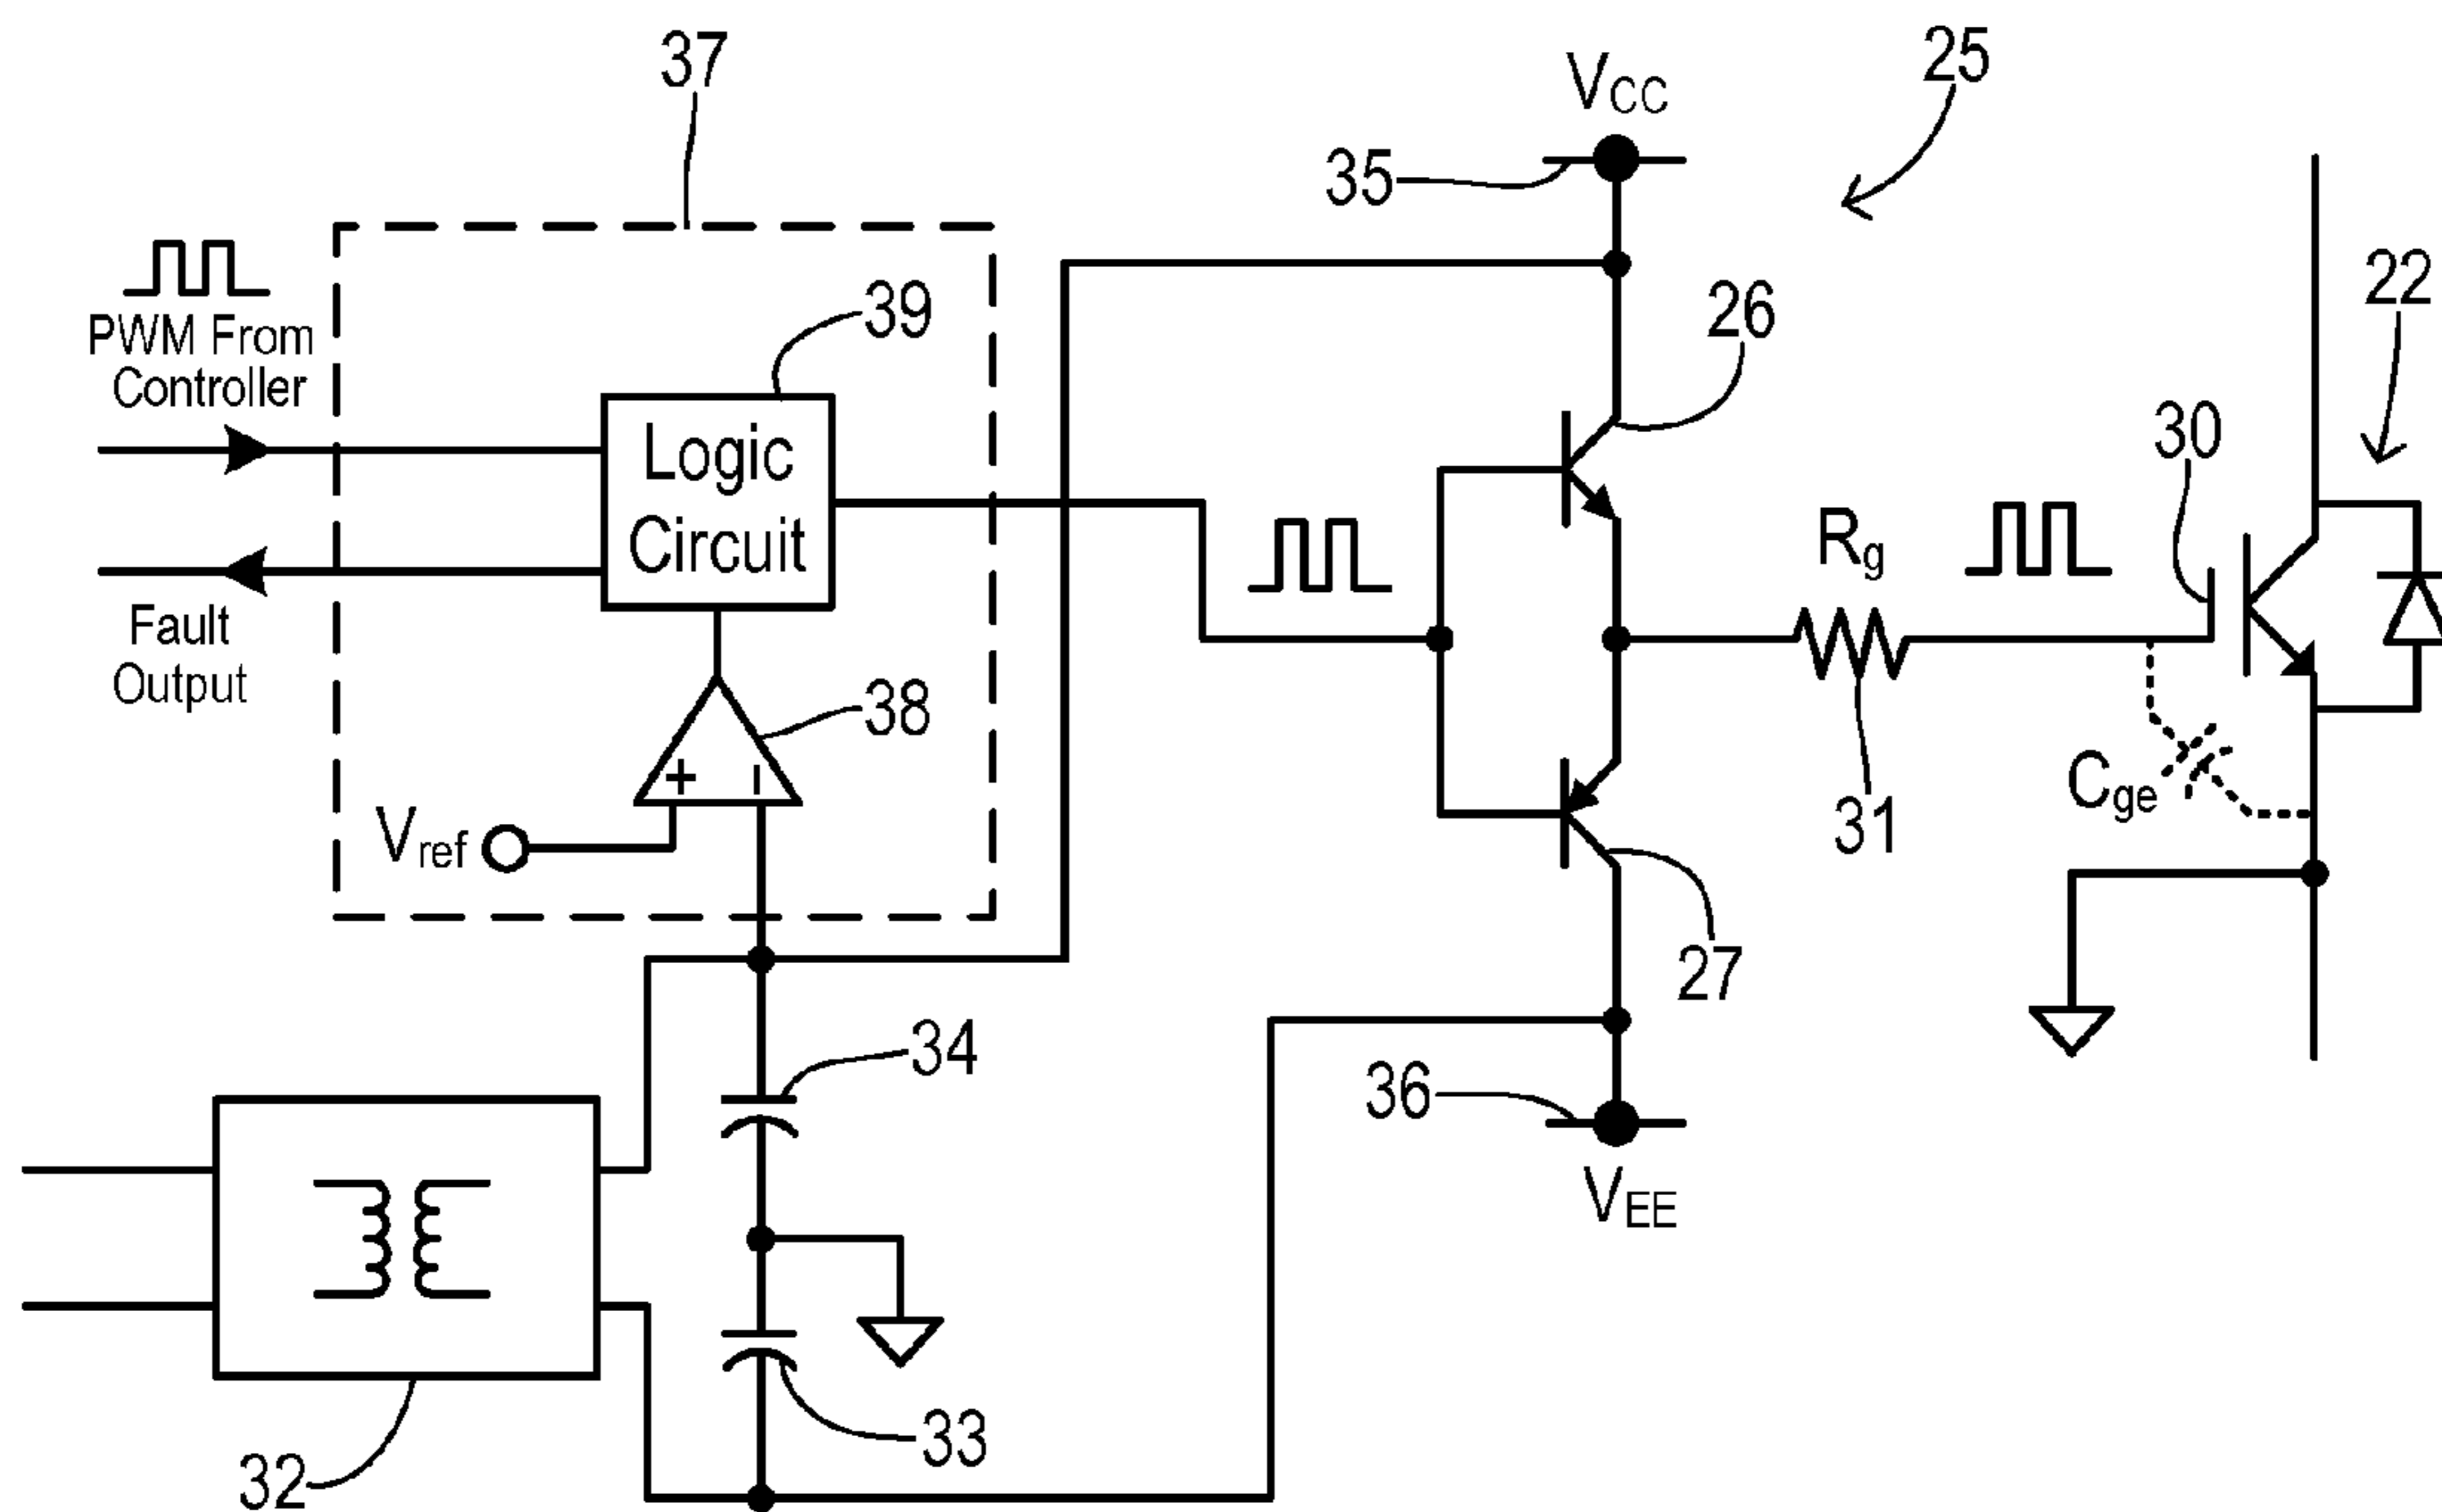 37
25
VCC
35
22
39
26
PWM From
Controller
30
Logic
Circuit
Rg
Fault
Output
38
+
−
Vref
Cge
31
27
34
36
VEE
33
32